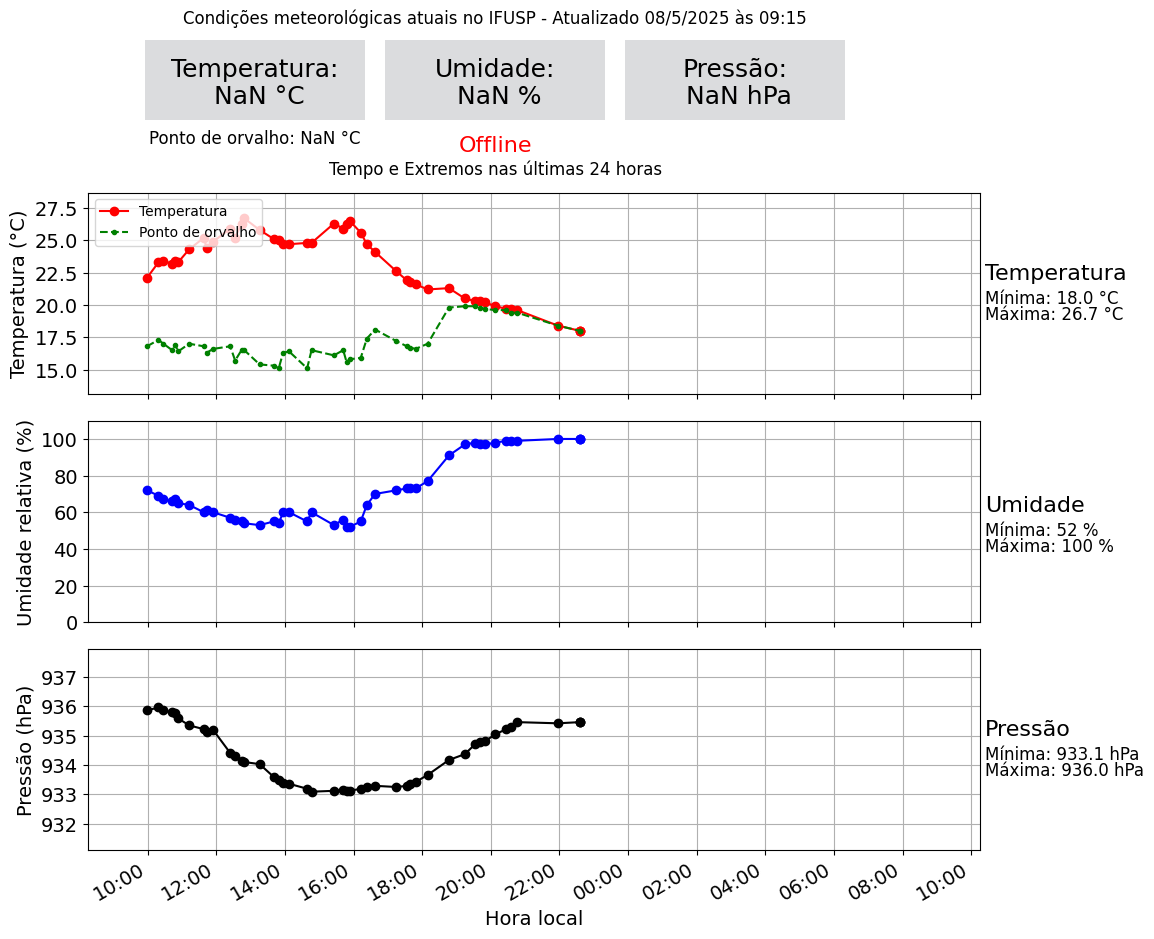 Condições meteorológicas atuais no IFUSP - Atualizado 08/5/2025 às 09:15
Temperatura:
NaN °C
Umidade:
NaN %
Pressão:
NaN hPa
Ponto de orvalho: NaN °C
Offline
Tempo e Extremos nas últimas 24 horas
Temperatura (°C)
27.5
25.0
22.5
20.0
17.5
15.0
Temperatura
Ponto de orvalho
Temperatura
Mínima: 18.0 °C
Máxima: 26.7 °C
Umidade relativa (%)
100
80
60
40
20
0
Umidade
Mínima: 52 %
Máxima: 100 %
Pressão (hPa)
937
936
935
934
933
932
Pressão
Mínima: 933.1 hPa
Máxima: 936.0 hPa
10:00 12:00 14:00 16:00 18:00 20:00 22:00 00:00 02:00 04:00 06:00 08:00 10:00
Hora local